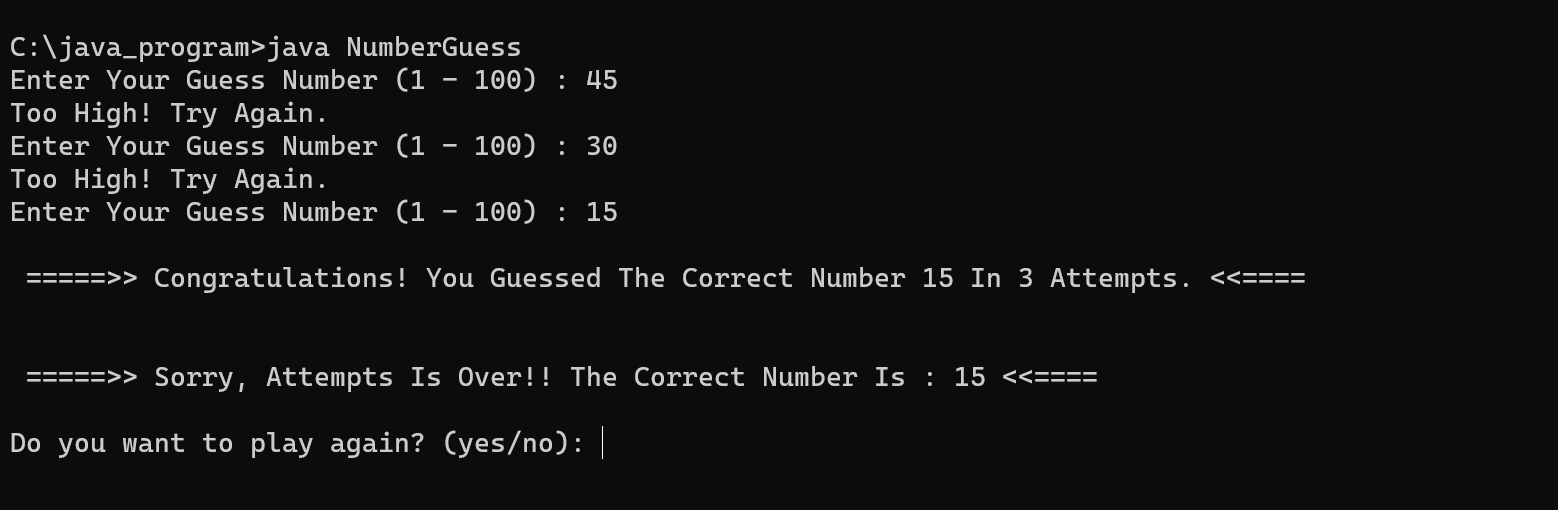 C:\java_program>java NumberGuess
Enter Your Guess Number (1 - 100) : 45
Too High! Try Again.
Enter Your Guess Number (1 - 100) : 30
Too High! Try Again.
Enter Your Guess Number (1 - 100) : 15
=====>> Congratulations! You Guessed The Correct Number 15 In 3 Attempts. <<====
=====>> Sorry, Attempts Is Over!! The Correct Number Is : 15 <<====
Do you want to play again? (yes/no):